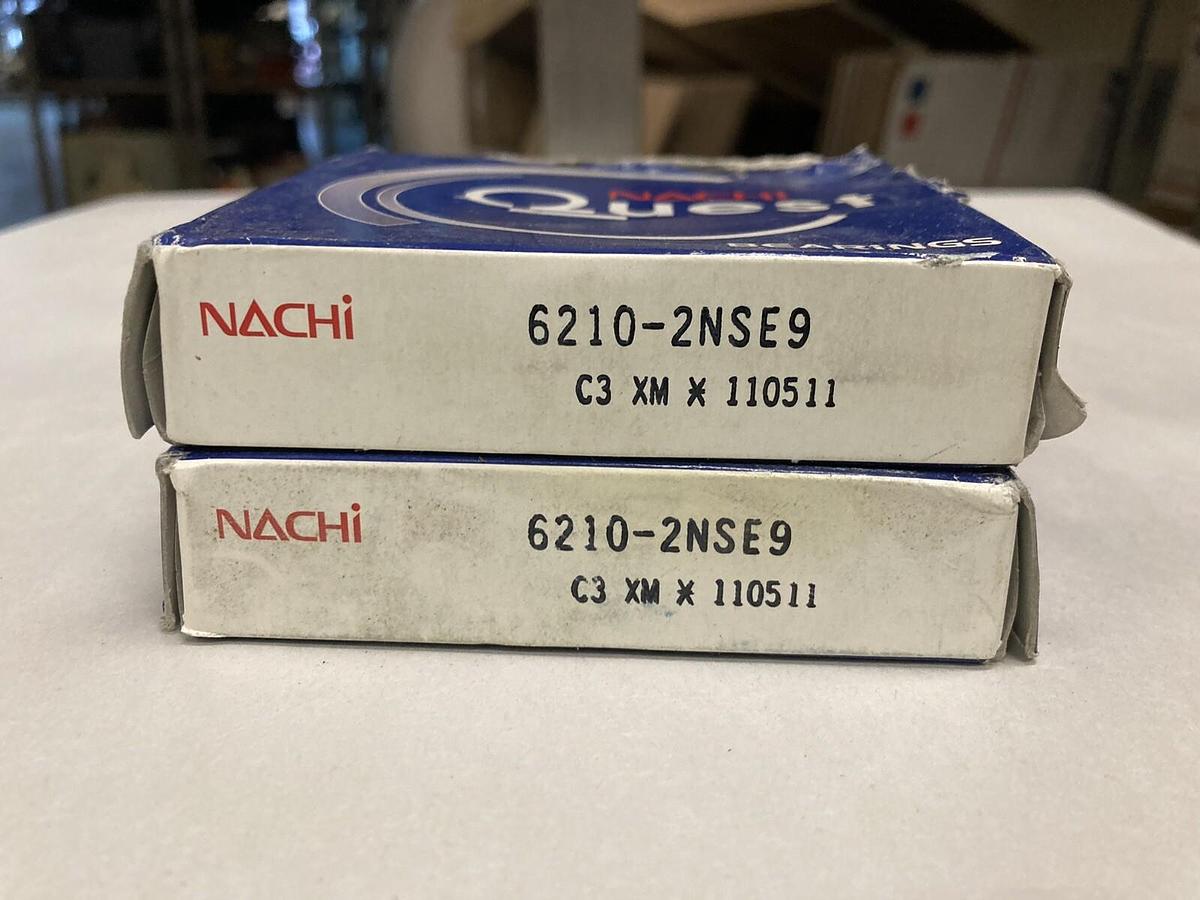 NACHI
Quest
BEARINGS
NACHi
6210-2NSE9
C3 XM * 110511
NACHi
6210-2NSE9
C3 XM * 110511